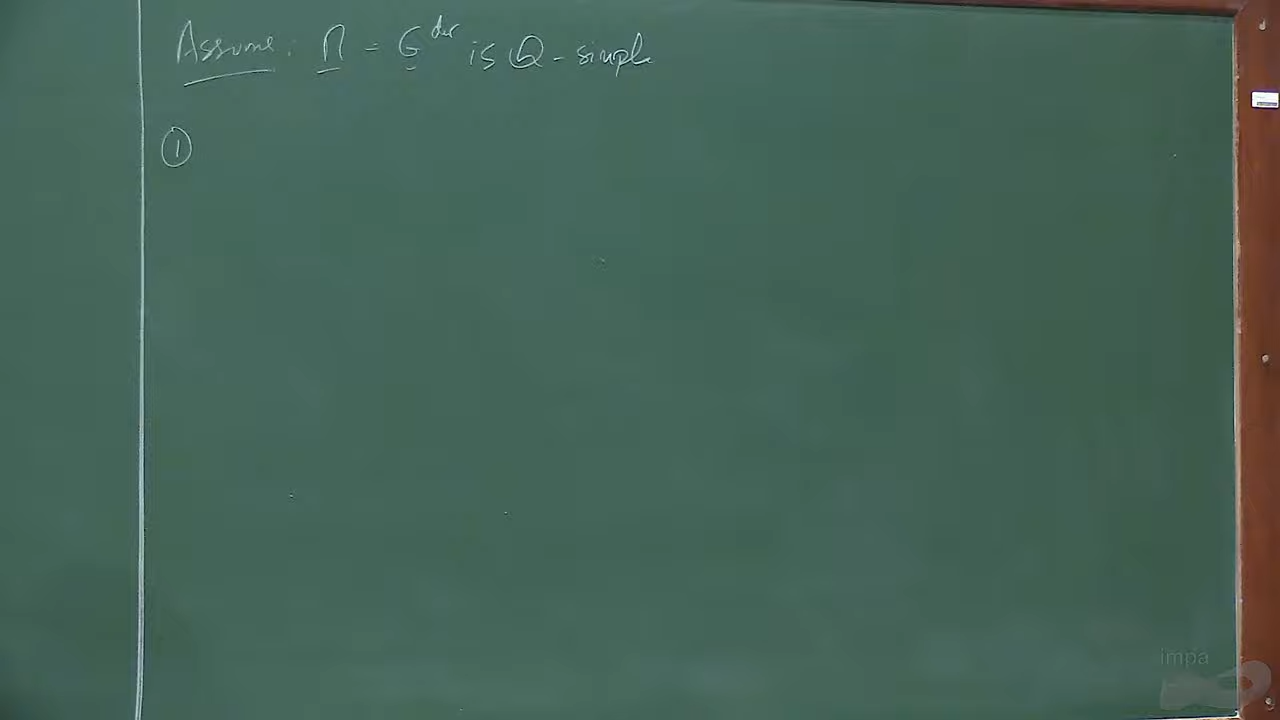 Assume: M = G^der is Q-simple
①
impa